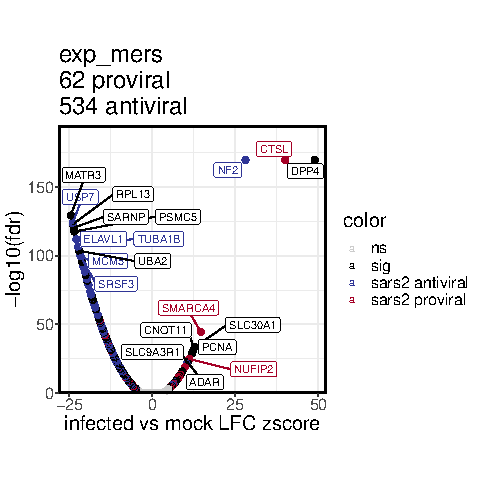 exp_mers
62 proviral
534 antiviral
CTSL
NF2
DPP4
MATR3
USP7
RPL13
SARNP
PSMC5
ELAVL1
TUBA1B
MCM3
UBA2
SRSF3
SMARCA4
CNOT11
SLC30A1
SLC9A3R1
PCNA
NUFIP2
ADAR
150
100
50
0
-25
0
25
50
−log10(fdr)
infected vs mock LFC zscore
color
a ns
a sig
a sars2 antiviral
a sars2 proviral